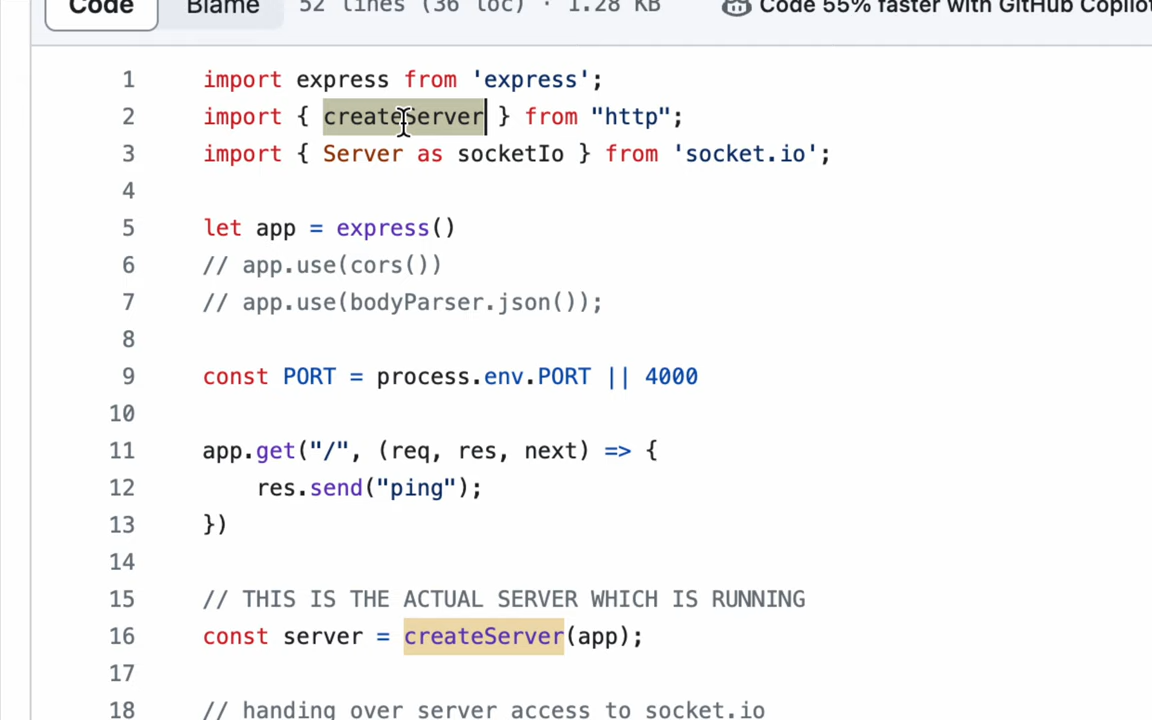 Code Blame 52 lines (36 loc) · 1.28 KB Code 55% faster with GitHub Copilot
1 import express from 'express';
2 import { createServer } from "http";
3 import { Server as socketIo } from 'socket.io';
4
5 let app = express()
6 // app.use(cors())
7 // app.use(bodyParser.json());
8
9 const PORT = process.env.PORT || 4000
10
11 app.get("/", (req, res, next) => {
12 res.send("ping");
13 })
14
15 // THIS IS THE ACTUAL SERVER WHICH IS RUNNING
16 const server = createServer(app);
17
18 // handing over server access to socket.io